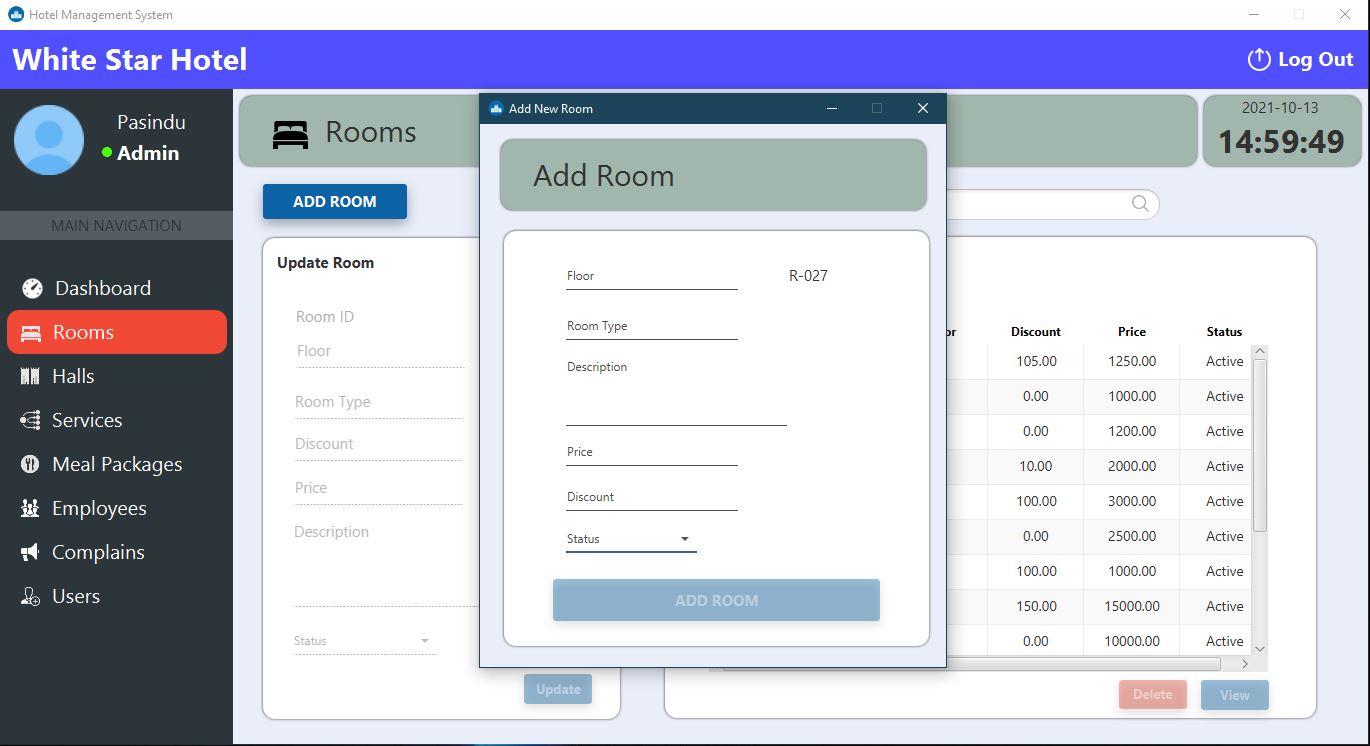 Hotel Management System
White Star Hotel
Log Out
Pasindu
Admin
MAIN NAVIGATION
Dashboard
Rooms
Halls
Services
Meal Packages
Employees
Complains
Users
Rooms
2021-10-13
14:59:49
ADD ROOM
Update Room
Room ID
Floor
Room Type
Discount
Price
Description
Status
Update
Add New Room
Add Room
Floor
R-027
Room Type
Description
Price
Discount
Status
ADD ROOM
Discount Price Status
105.00 1250.00 Active
0.00 1000.00 Active
0.00 1200.00 Active
10.00 2000.00 Active
100.00 3000.00 Active
0.00 2500.00 Active
100.00 1000.00 Active
150.00 15000.00 Active
0.00 10000.00 Active
Delete
View